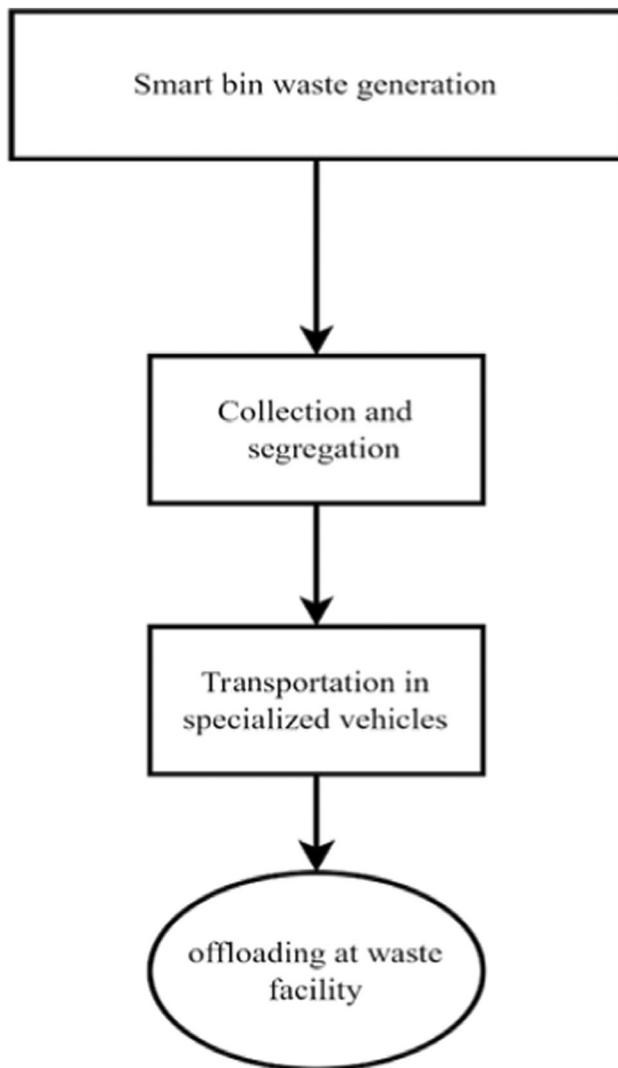 Smart bin waste generation
Collection and
segregation
Transportation in
specialized vehicles
offloading at waste
facility